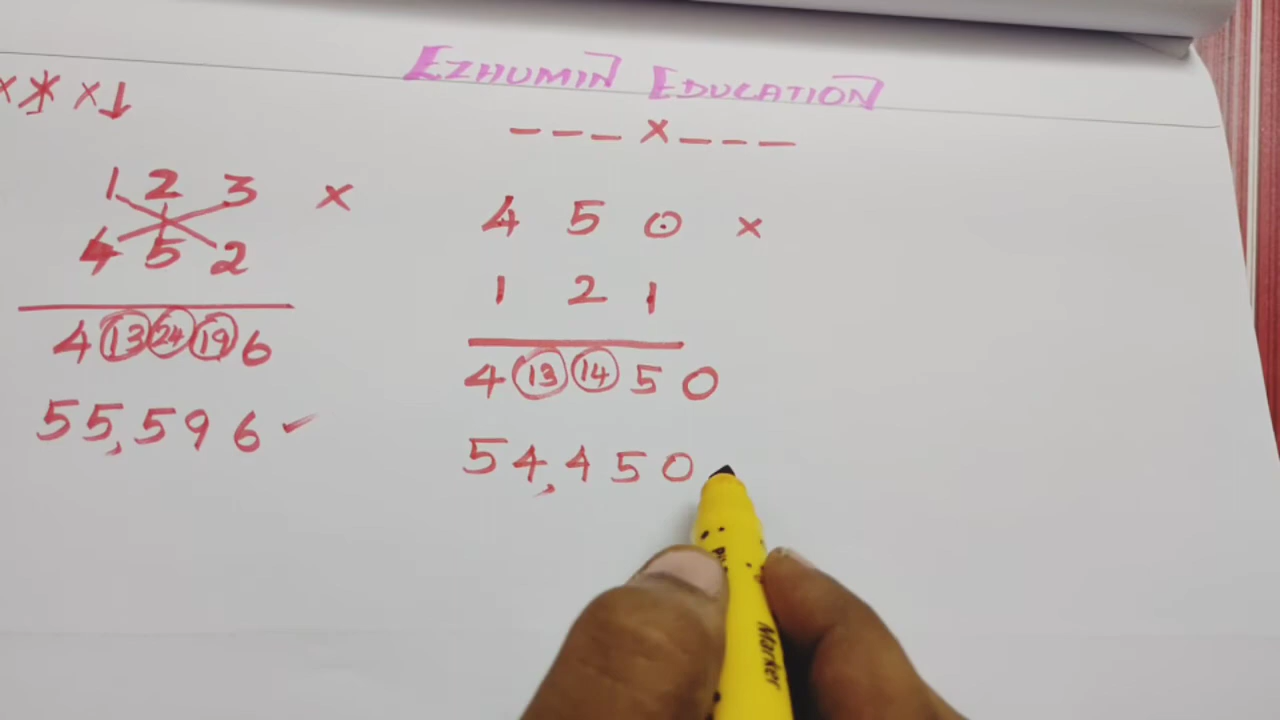 EZHUMIN EDUCATION
× * × ↓
_ _ _ × _ _ _
1 2 3 ×
4 5 2
4 13 24 19 6
55,596 ✓
4 5 0 ×
1 2 1
4 13 14 5 0
54,450
Marker